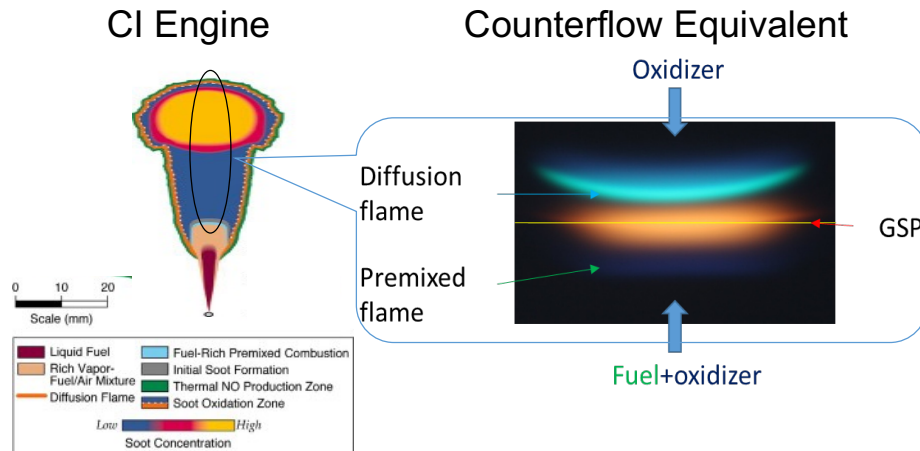 CI Engine
Counterflow Equivalent
Oxidizer
Diffusion
flame
GSP
Premixed
flame
Fuel+oxidizer
0 10 20
Scale (mm)
Liquid Fuel
Rich Vapor-
Fuel/Air Mixture
Diffusion Flame
Fuel-Rich Premixed Combustion
Initial Soot Formation
Thermal NO Production Zone
Soot Oxidation Zone
Low High
Soot Concentration